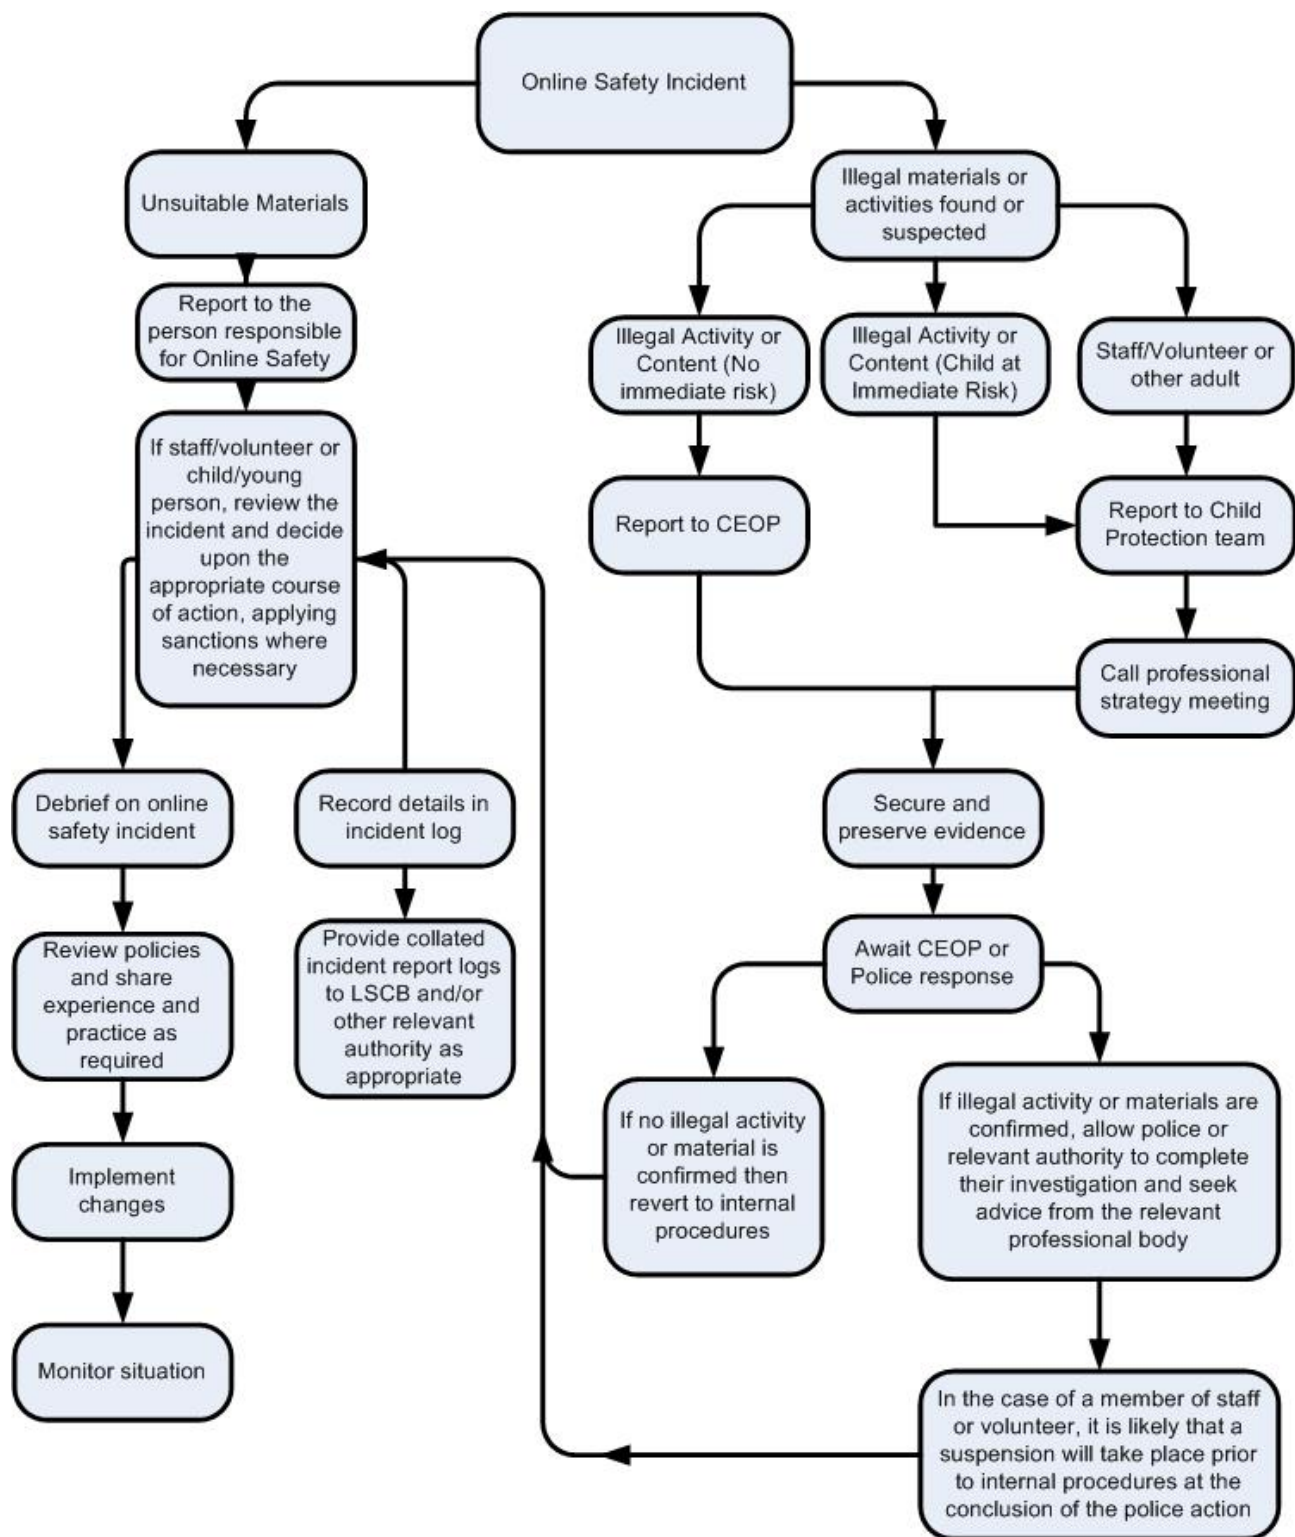 Online Safety Incident
Unsuitable Materials
Report to the
person responsible
for Online Safety
If staff/volunteer or
child/young
person, review the
incident and decide
upon the
appropriate course
of action, applying
sanctions where
necessary
Debrief on online
safety incident
Review policies
and share
experience and
practice as
required
Implement
changes
Monitor situation
Record details in
incident log
Provide collated
incident report logs
to LSCB and/or
other relevant
authority as
appropriate
Illegal materials or
activities found or
suspected
Illegal Activity or
Content (No
immediate risk)
Illegal Activity or
Content (Child at
Immediate Risk)
Staff/Volunteer or
other adult
Report to CEOP
Report to Child
Protection team
Call professional
strategy meeting
Secure and
preserve evidence
Await CEOP or
Police response
If no illegal activity
or material is
confirmed then
revert to internal
procedures
If illegal activity or materials are
confirmed, allow police or
relevant authority to complete
their investigation and seek
advice from the relevant
professional body
In the case of a member of staff
or volunteer, it is likely that a
suspension will take place prior
to internal procedures at the
conclusion of the police action